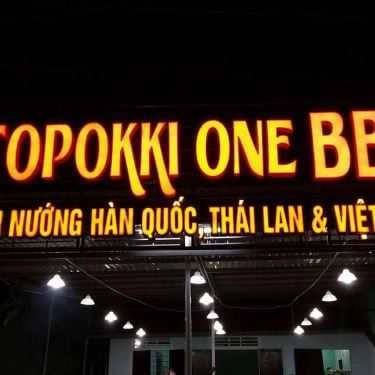 TOPOKKI ONE BB
NƯỚNG HÀN QUỐC, THÁI LAN & VIỆT